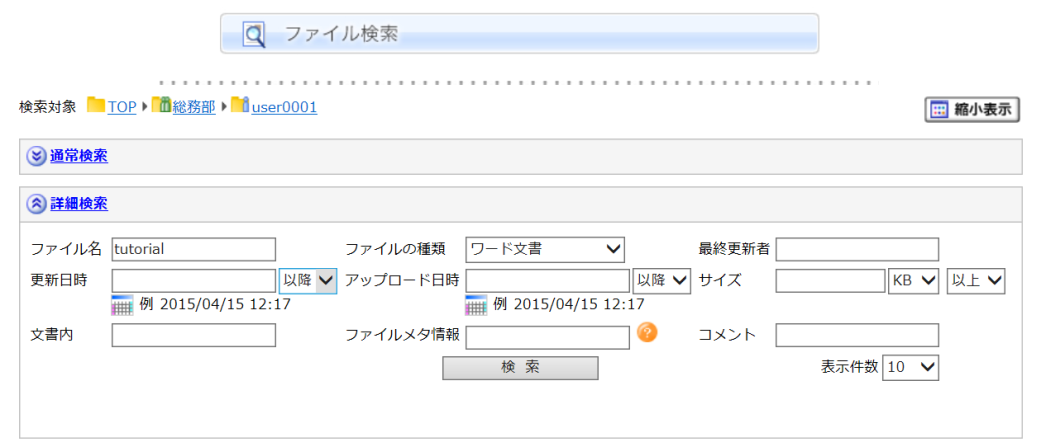 ファイル検索
検索対象 TOP 総務部 user0001
縮小表示
通常検索
詳細検索
ファイル名 tutorial ファイルの種類 ワード文書 最終更新者
更新日時 以降 アップロード日時 以降 サイズ KB 以上
例 2015/04/15 12:17 例 2015/04/15 12:17
文書内 ファイルメタ情報 ? コメント
検 索 表示件数 10